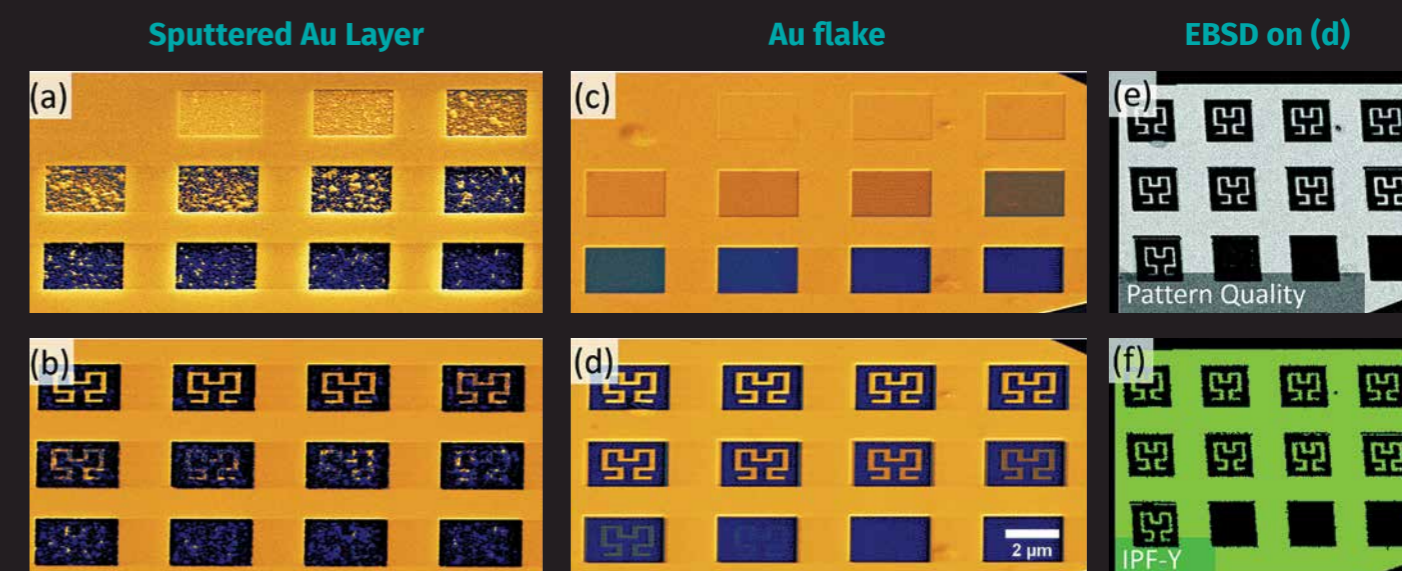 Sputtered Au Layer
Au flake
EBSD on (d)
(a)
(c)
(e)
Pattern Quality
(b)
(d)
(f)
2 µm
IPF-Y